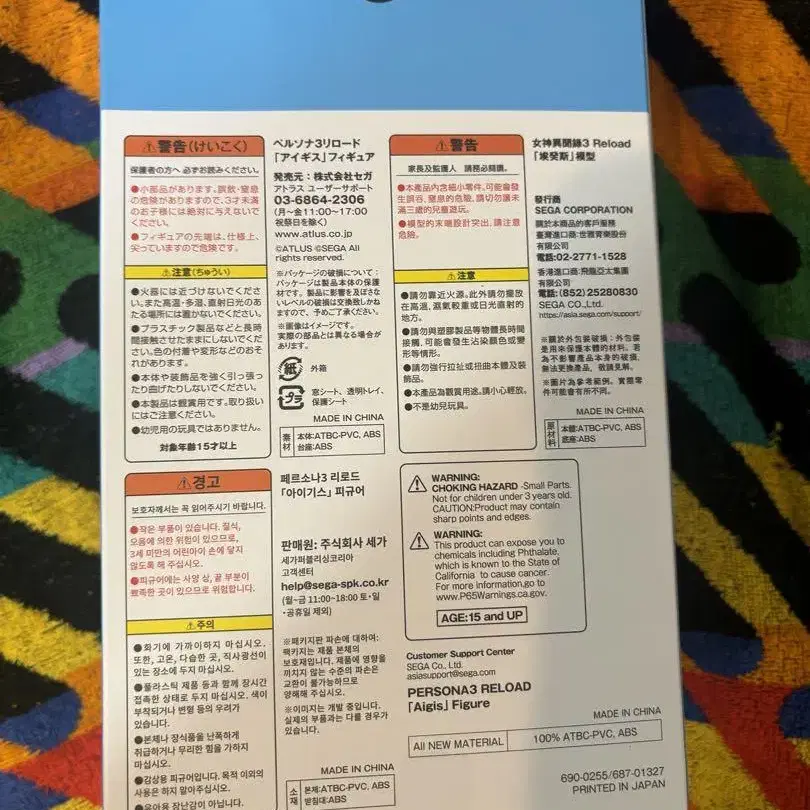 ⚠警告(けいこく)
保護者の方へ 必ずお読みください。
●小部品があります。誤飲・窒息
の危険がありますので、3才未満
のお子様には絶対に与えないで
ください。
●フィギュアの先端は、仕様上、
尖っていますので危険です。
⚠注意(ちゅうい)
●火器には近づけないでくださ
い。また高温・多湿、直射日光のあ
たる場所には置かないでください。
●プラスチック製品などと長時
間接触させたままにしないでくだ
さい。色の付着や変形などのおそ
れがあります。
●本体や装飾品を強く引っ張っ
たり曲げたりしないでください。
●本製品は観賞用です。取り扱い
にはご注意ください。
●幼児用の玩具ではありません。
対象年齢15才以上
ペルソナ3リロード
「アイギス」フィギュア
発売元:株式会社セガ
アトラス ユーザーサポート
03-6864-2306
(月~金11:00~17:00
祝祭日を除く)
www.atlus.co.jp
©ATLUS ©SEGA All
rights reserved.
※パッケージの破損について:
パッケージは製品本体の保護
材です。製品に影響を及ぼさな
いレベルの破損は交換致しかね
ますので、予めご了承ください。
※画像はイメージです。
実際の部品とは異なる場合が
あります。
紙 外箱
プラ 窓シート、透明トレイ、
保護シート
MADE IN CHINA
素材 本体:ATBC-PVC, ABS
台座:ABS
⚠警告
家長及監護人 請務必閱讀。
●本產品內含細小零件,可能會發
生誤吞、窒息的危險,請切勿讓未
滿三歲的兒童遊玩。
●模型的末端設計突出,請注意
危險。
⚠注意
●請勿靠近火源。此外請勿擺放
在高溫、濕氣較重或日光直射的
地方。
●請勿與塑膠製品等物體長時間
接觸,可能會發生沾染顏色或變
形等情形。
●請勿強行拉扯或扭曲本體及裝
飾品。
●本產品為觀賞用途。請小心輕放。
●不是幼兒玩具。
女神異聞錄3 Reload
「埃癸斯」模型
發行商
SEGA CORPORATION
關於本商品的客戶服務
臺灣進口商:世雅育樂股份
有限公司
電話:02-2771-1528
香港進口商:飛龍亞太集團
有限公司
電話:(852) 25280830
SEGA CO.,Ltd.
https://asia.sega.com/support/
※關於外包裝破損:外包裝
是用來保護本體的材料。若
為不影響產品本身的破損,
無法更換產品,敬請見解。
※圖片為參考範例。實際零
件可能會有所不同。
MADE IN CHINA
原材料 本體:ATBC-PVC, ABS
底座:ABS
⚠경고
보호자께서는 꼭 읽어주시기 바랍니다.
●작은 부품이 있습니다. 질식,
오음에 의한 위험이 있으므로,
3세 미만의 어린아이 손에 닿지
않도록 해 주십시오.
●피규어에는 사양 상, 끝 부분이
뾰족한 곳이 있으므로 위험합니다.
⚠주의
●화기에 가까이하지 마십시오.
또한, 고온, 다습한 곳, 직사광선이
있는 장소에 두지 마십시오.
●플라스틱 제품 등과 장시간
접촉한 상태로 두지 마십시오. 색이
부착되거나 변형 등의 우려가
있습니다.
●본체나 장식품을 난폭하게
취급하거나 무리한 힘을 가하지
마십시오.
●감상용 피규어입니다. 목적 이외의
사용은 하지 말아주십시오.
●유아용 장난감이 아닙니다.
페르소나3 리로드
「아이기스」 피규어
판매원: 주식회사 세가
세가퍼블리싱코리아
고객센터
help@sega-spk.co.kr
(월~금 11:00~18:00 토·일
·공휴일 제외)
※패키지판 파손에 대하여:
팩키지는 제품 본체의
보호재입니다. 제품에 영향을
끼치지 않는 수준의 파손은
교환이 불가능하므로
양해해 주십시오.
※이미지는 개발 중입니다.
실제의 부품과는 다를 경우가
있습니다.
MADE IN CHINA
소재 본체:ATBC-PVC, ABS
받침대:ABS
⚠ WARNING:
CHOKING HAZARD -Small Parts.
Not for children under 3 years old.
CAUTION:Product may contain
sharp points and edges.
⚠ WARNING:
This product can expose you to
chemicals including Phthalate,
which is known to the State of
California to cause cancer.
For more information,go to
www.P65Warnings.ca.gov.
AGE:15 and UP
Customer Support Center
SEGA Co., Ltd.
asiasupport@sega.com
PERSONA3 RELOAD
「Aigis」 Figure
MADE IN CHINA
All NEW MATERIAL 100% ATBC-PVC, ABS
690-0255/687-01327
PRINTED IN JAPAN